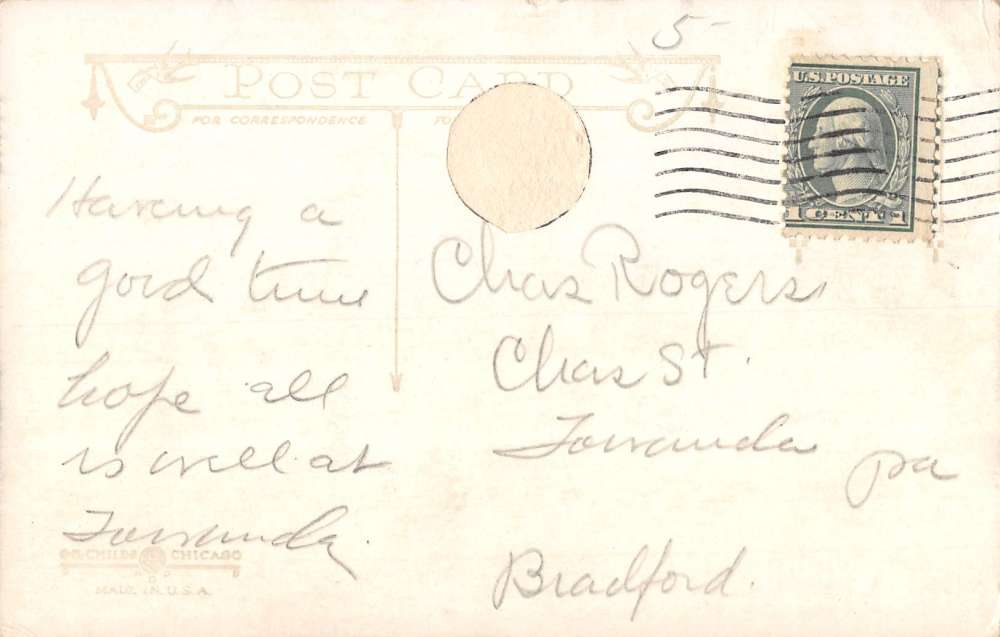 5-
POST CARD
FOR CORRESPONDENCE
FO
U.S. POSTAGE
1 CENT 1
Having a
good time
hope all
is well at
Towanda.
Chas Rogers
Chas St.
Towanda pa
Bradford.
CHILDS CHICAGO
MADE IN U.S.A.